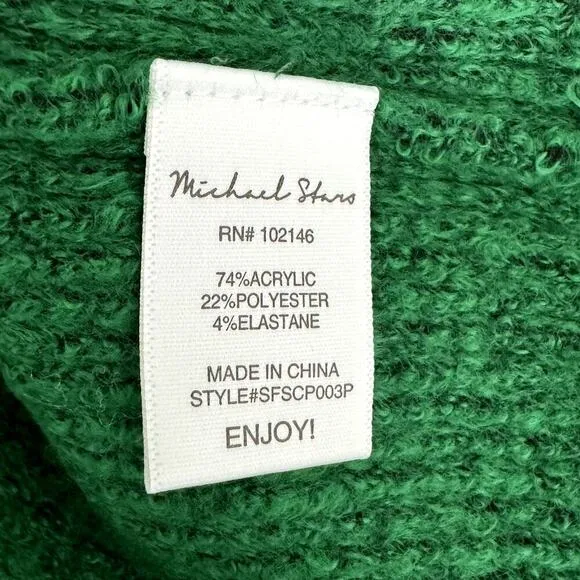 Michael Stars
RN# 102146
74%ACRYLIC
22%POLYESTER
4%ELASTANE
MADE IN CHINA
STYLE#SFSCP003P
ENJOY!